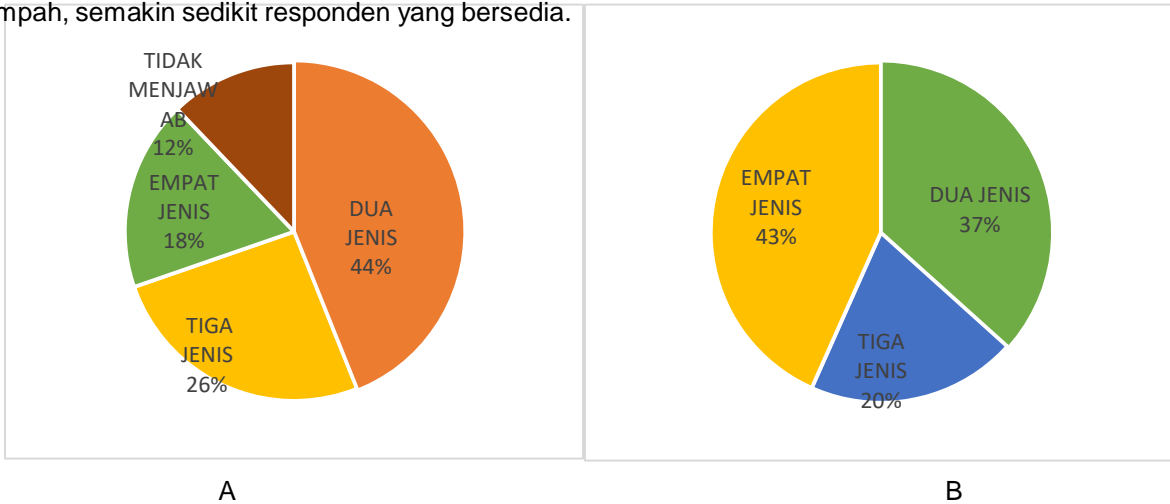 mpah, semakin sedikit responden yang bersedia.
TIDAK
MENJAW
AB
12%
EMPAT
JENIS
18%
DUA
JENIS
44%
TIGA
JENIS
26%
EMPAT
JENIS
43%
DUA JENIS
37%
TIGA
JENIS
20%
A
B